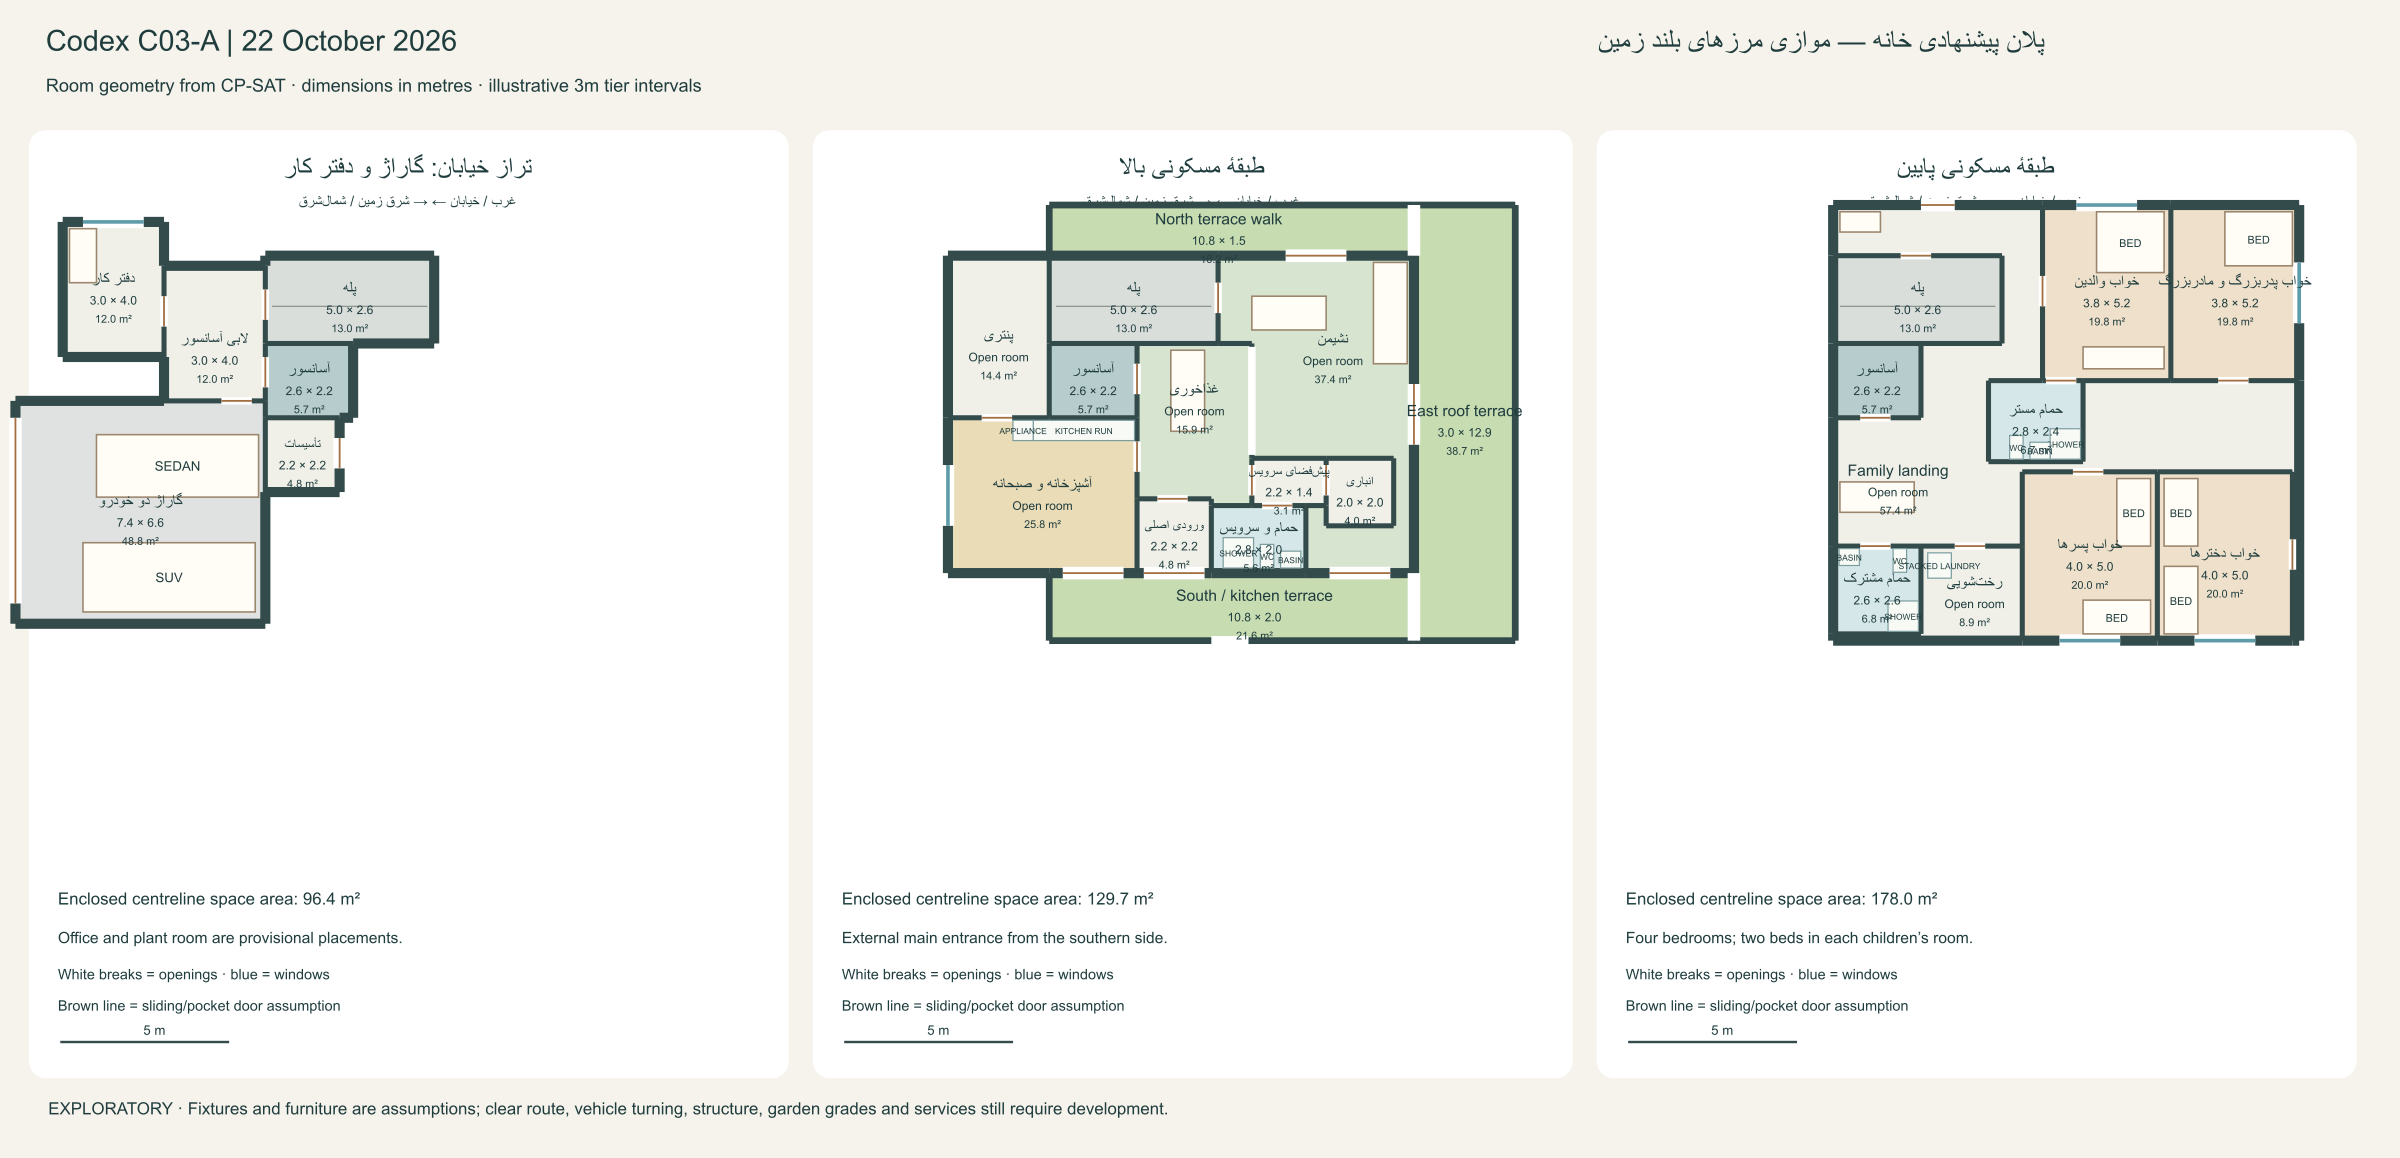 Codex C03-A | 22 October 2026
پلان پیشنهادی خانه — موازی مرزهای بلند زمین
Room geometry from CP-SAT · dimensions in metres · illustrative 3m tier intervals
تراز خیابان: گاراژ و دفتر کار
غرب / خیابان ← → شرق زمین / شمال‌شرق
دفتر کار
3.0 × 4.0
12.0 m²
لابی آسانسور
3.0 × 4.0
12.0 m²
پله
5.0 × 2.6
13.0 m²
آسانسور
2.6 × 2.2
5.7 m²
تأسیسات
2.2 × 2.2
4.8 m²
SEDAN
گاراژ دو خودرو
7.4 × 6.6
48.8 m²
SUV
Enclosed centreline space area: 96.4 m²
Office and plant room are provisional placements.
White breaks = openings · blue = windows
Brown line = sliding/pocket door assumption
5 m
طبقهٔ مسکونی بالا
North terrace walk
10.8 × 1.5
پنتری
Open room
14.4 m²
پله
5.0 × 2.6
13.0 m²
آسانسور
2.6 × 2.2
5.7 m²
نشیمن
Open room
37.4 m²
غذاخوری
Open room
15.9 m²
East roof terrace
3.0 × 12.9
38.7 m²
APPLIANCE
KITCHEN RUN
آشپزخانه و صبحانه
Open room
25.8 m²
پیش‌فضای سرویس
2.2 × 1.4
3.1 m²
انباری
2.0 × 2.0
4.0 m²
ورودی اصلی
2.2 × 2.2
4.8 m²
حمام و سرویس
2.8 × 2.0
5.6 m²
SHOWER
WC
BASIN
South / kitchen terrace
10.8 × 2.0
21.6 m²
Enclosed centreline space area: 129.7 m²
External main entrance from the southern side.
White breaks = openings · blue = windows
Brown line = sliding/pocket door assumption
5 m
طبقهٔ مسکونی پایین
BED
BED
پله
5.0 × 2.6
13.0 m²
خواب والدین
3.8 × 5.2
19.8 m²
خواب پدربزرگ و مادربزرگ
3.8 × 5.2
19.8 m²
آسانسور
2.6 × 2.2
5.7 m²
حمام مستر
2.8 × 2.4
WC
BASIN
SHOWER
Family landing
Open room
57.4 m²
BED
BED
خواب پسرها
4.0 × 5.0
20.0 m²
BED
خواب دخترها
4.0 × 5.0
20.0 m²
BED
BASIN
WC
حمام مشترک
2.6 × 2.6
6.8 m²
SHOWER
STACKED LAUNDRY
رخت‌شویی
Open room
8.9 m²
Enclosed centreline space area: 178.0 m²
Four bedrooms; two beds in each children’s room.
White breaks = openings · blue = windows
Brown line = sliding/pocket door assumption
5 m
EXPLORATORY · Fixtures and furniture are assumptions; clear route, vehicle turning, structure, garden grades and services still require development.